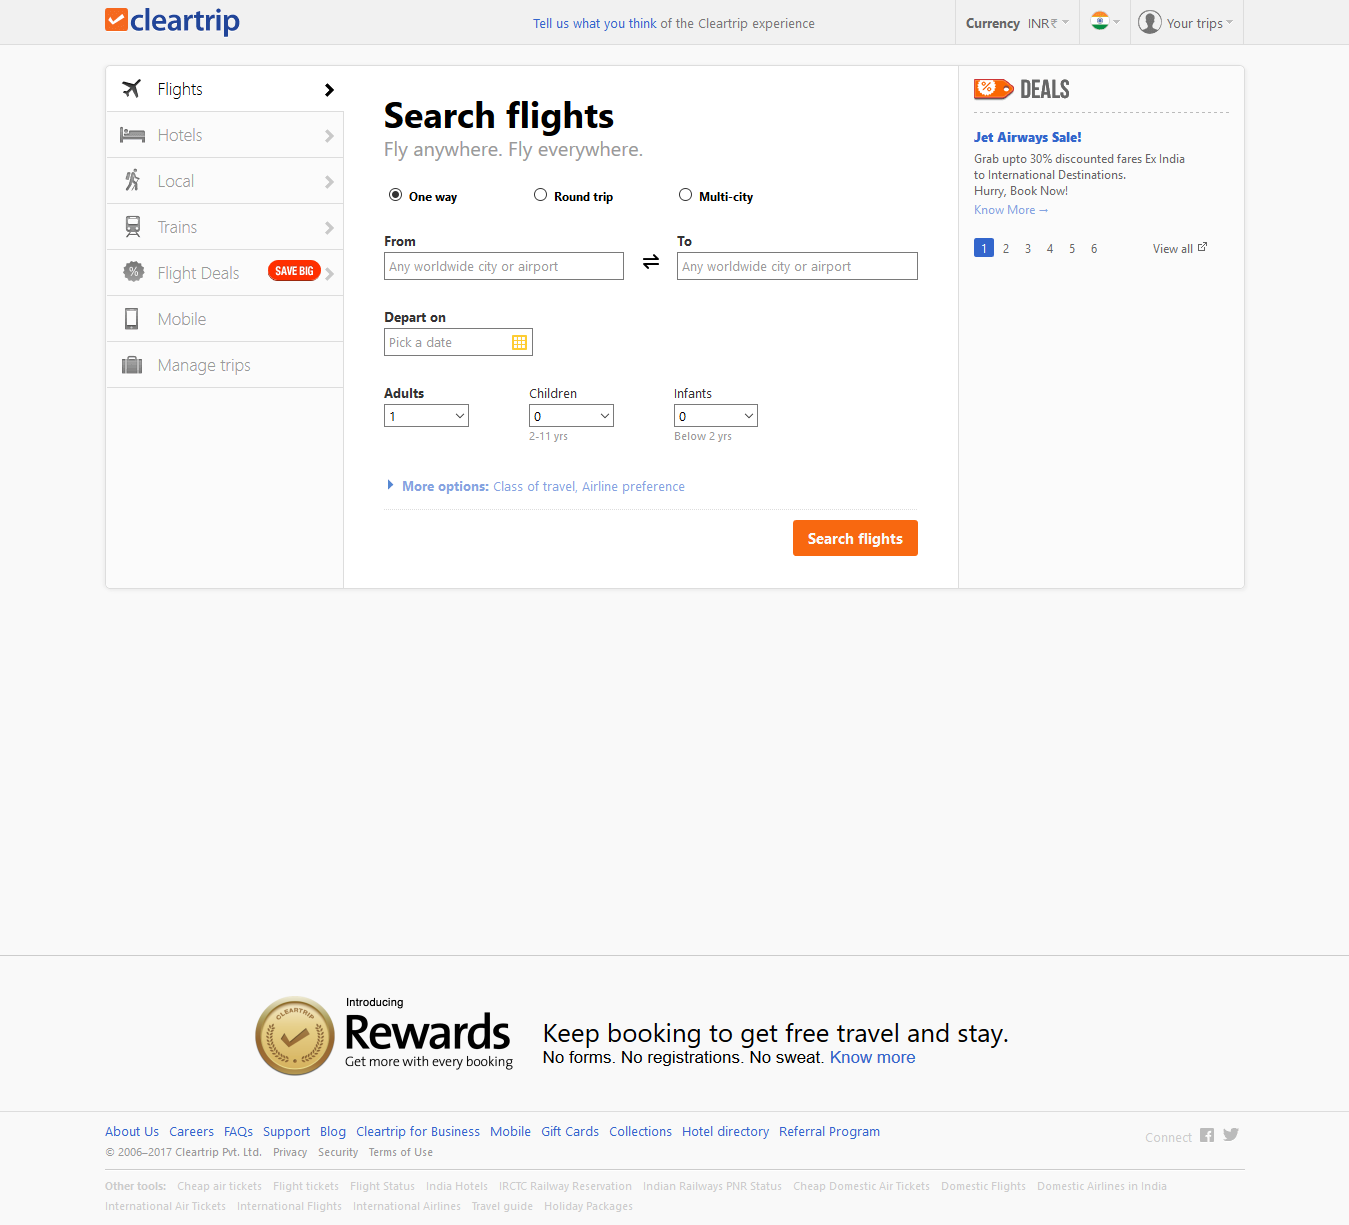 cleartrip
Tell us what you think of the Cleartrip experience
Currency INR₹
Your trips
Flights
Hotels
Local
Trains
Flight Deals SAVE BIG
Mobile
Manage trips
Search flights
Fly anywhere. Fly everywhere.
One way Round trip Multi-city
From To
Any worldwide city or airport Any worldwide city or airport
Depart on
Pick a date
Adults Children Infants
1 0 0
2-11 yrs Below 2 yrs
More options: Class of travel, Airline preference
Search flights
% DEALS
Jet Airways Sale!
Grab upto 30% discounted fares Ex India
to International Destinations.
Hurry, Book Now!
Know More →
1 2 3 4 5 6 View all
CLEARTRIP
Introducing
Rewards
Get more with every booking
Keep booking to get free travel and stay.
No forms. No registrations. No sweat. Know more
About Us Careers FAQs Support Blog Cleartrip for Business Mobile Gift Cards Collections Hotel directory Referral Program
© 2006–2017 Cleartrip Pvt. Ltd. Privacy Security Terms of Use
Connect
Other tools: Cheap air tickets Flight tickets Flight Status India Hotels IRCTC Railway Reservation Indian Railways PNR Status Cheap Domestic Air Tickets Domestic Flights Domestic Airlines in India
International Air Tickets International Flights International Airlines Travel guide Holiday Packages